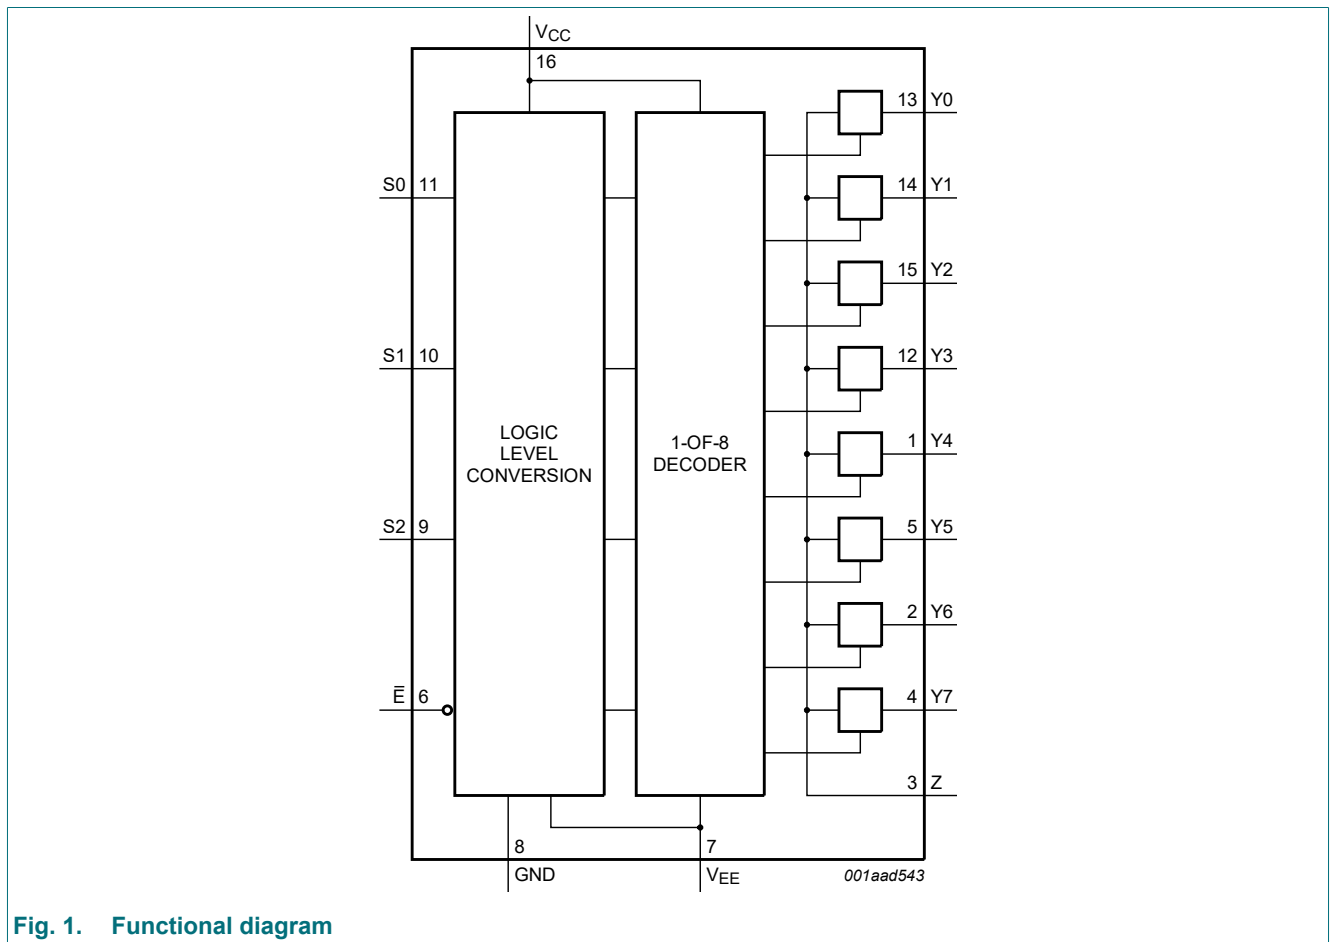 VCC
16
13 Y0
S0 11
14 Y1
15 Y2
S1 10
12 Y3
LOGIC
LEVEL
CONVERSION
1-OF-8
DECODER
1 Y4
S2 9
5 Y5
2 Y6
E̅ 6
4 Y7
3 Z
8
GND
7
VEE
001aad543
Fig. 1. Functional diagram